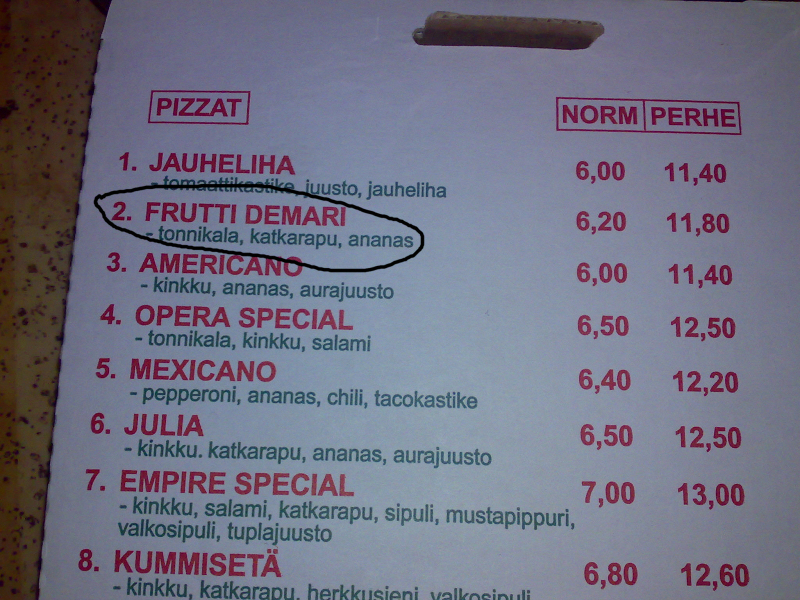 PIZZAT NORM PERHE
1. JAUHELIHA 6,00 11,40
- tomaattikastike, juusto, jauheliha
2. FRUTTI DEMARI 6,20 11,80
- tonnikala, katkarapu, ananas
3. AMERICANO 6,00 11,40
- kinkku, ananas, aurajuusto
4. OPERA SPECIAL 6,50 12,50
- tonnikala, kinkku, salami
5. MEXICANO 6,40 12,20
- pepperoni, ananas, chili, tacokastike
6. JULIA 6,50 12,50
- kinkku. katkarapu, ananas, aurajuusto
7. EMPIRE SPECIAL 7,00 13,00
- kinkku, salami, katkarapu, sipuli, mustapippuri,
valkosipuli, tuplajuusto
8. KUMMISETÄ 6,80 12,60
- kinkku, katkarapu, herkkusieni, valkosipuli